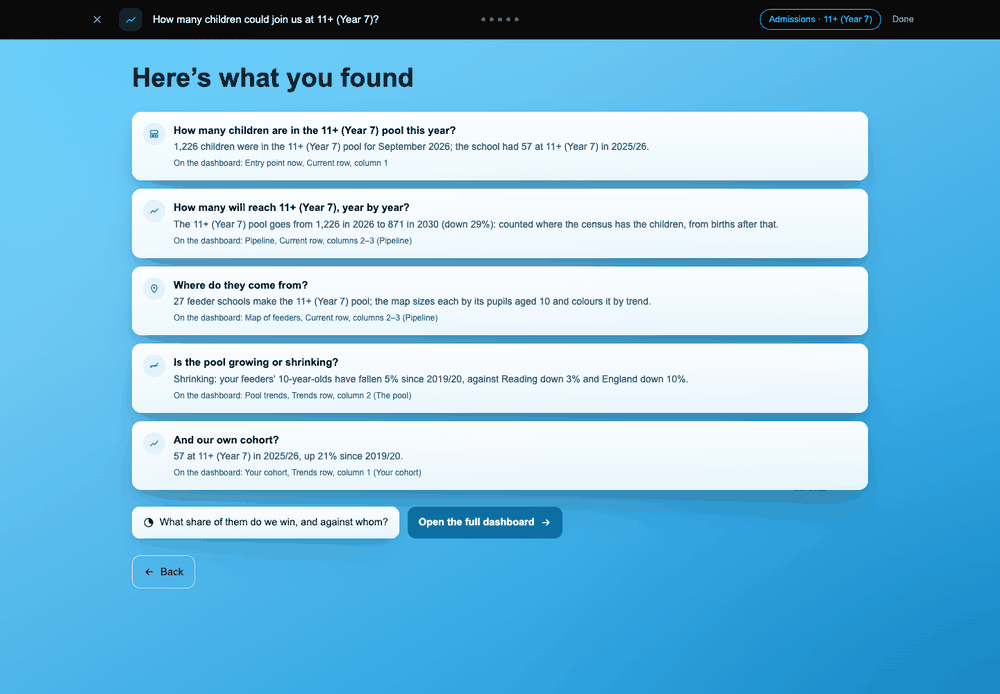 How many children could join us at 11+ (Year 7)?
Admissions · 11+ (Year 7)
Done
Here’s what you found
How many children are in the 11+ (Year 7) pool this year?
1,226 children were in the 11+ (Year 7) pool for September 2026; the school had 57 at 11+ (Year 7) in 2025/26.
On the dashboard: Entry point now, Current row, column 1
How many will reach 11+ (Year 7), year by year?
The 11+ (Year 7) pool goes from 1,226 in 2026 to 871 in 2030 (down 29%): counted where the census has the children, from births after that.
On the dashboard: Pipeline, Current row, columns 2–3 (Pipeline)
Where do they come from?
27 feeder schools make the 11+ (Year 7) pool; the map sizes each by its pupils aged 10 and colours it by trend.
On the dashboard: Map of feeders, Current row, columns 2–3 (Pipeline)
Is the pool growing or shrinking?
Shrinking: your feeders’ 10-year-olds have fallen 5% since 2019/20, against Reading down 3% and England down 10%.
On the dashboard: Pool trends, Trends row, column 2 (The pool)
And our own cohort?
57 at 11+ (Year 7) in 2025/26, up 21% since 2019/20.
On the dashboard: Your cohort, Trends row, column 1 (Your cohort)
What share of them do we win, and against whom?
Open the full dashboard →
← Back